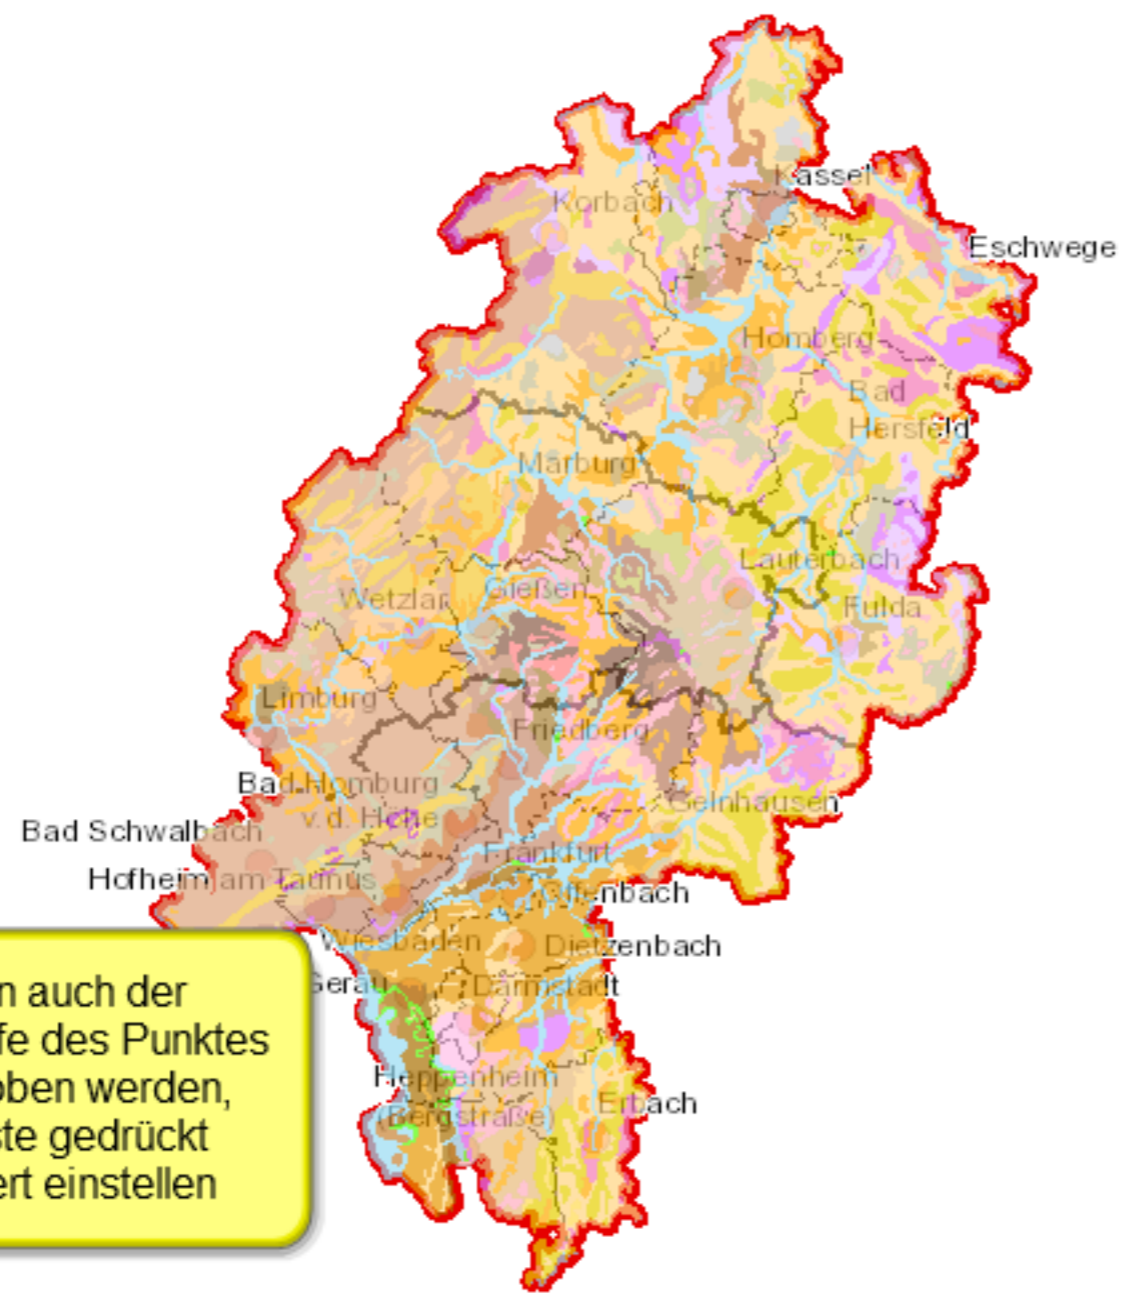 Kassel
Korbach
Eschwege
Homberg
Bad
Hersfeld
Marburg
Lauterbach
Gießen
Wetzlar
Fulda
Limburg
Friedberg
Bad Homburg
v.d. Höhe
Gelnhausen
Bad Schwalbach
Frankfurt
Hofheim am Taunus
Offenbach
Wiesbaden
Dietzenbach
Gerau
Darmstadt
n auch der
fe des Punktes
oben werden,
ste gedrückt
ert einstellen
Heppenheim
(Bergstraße)
Erbach